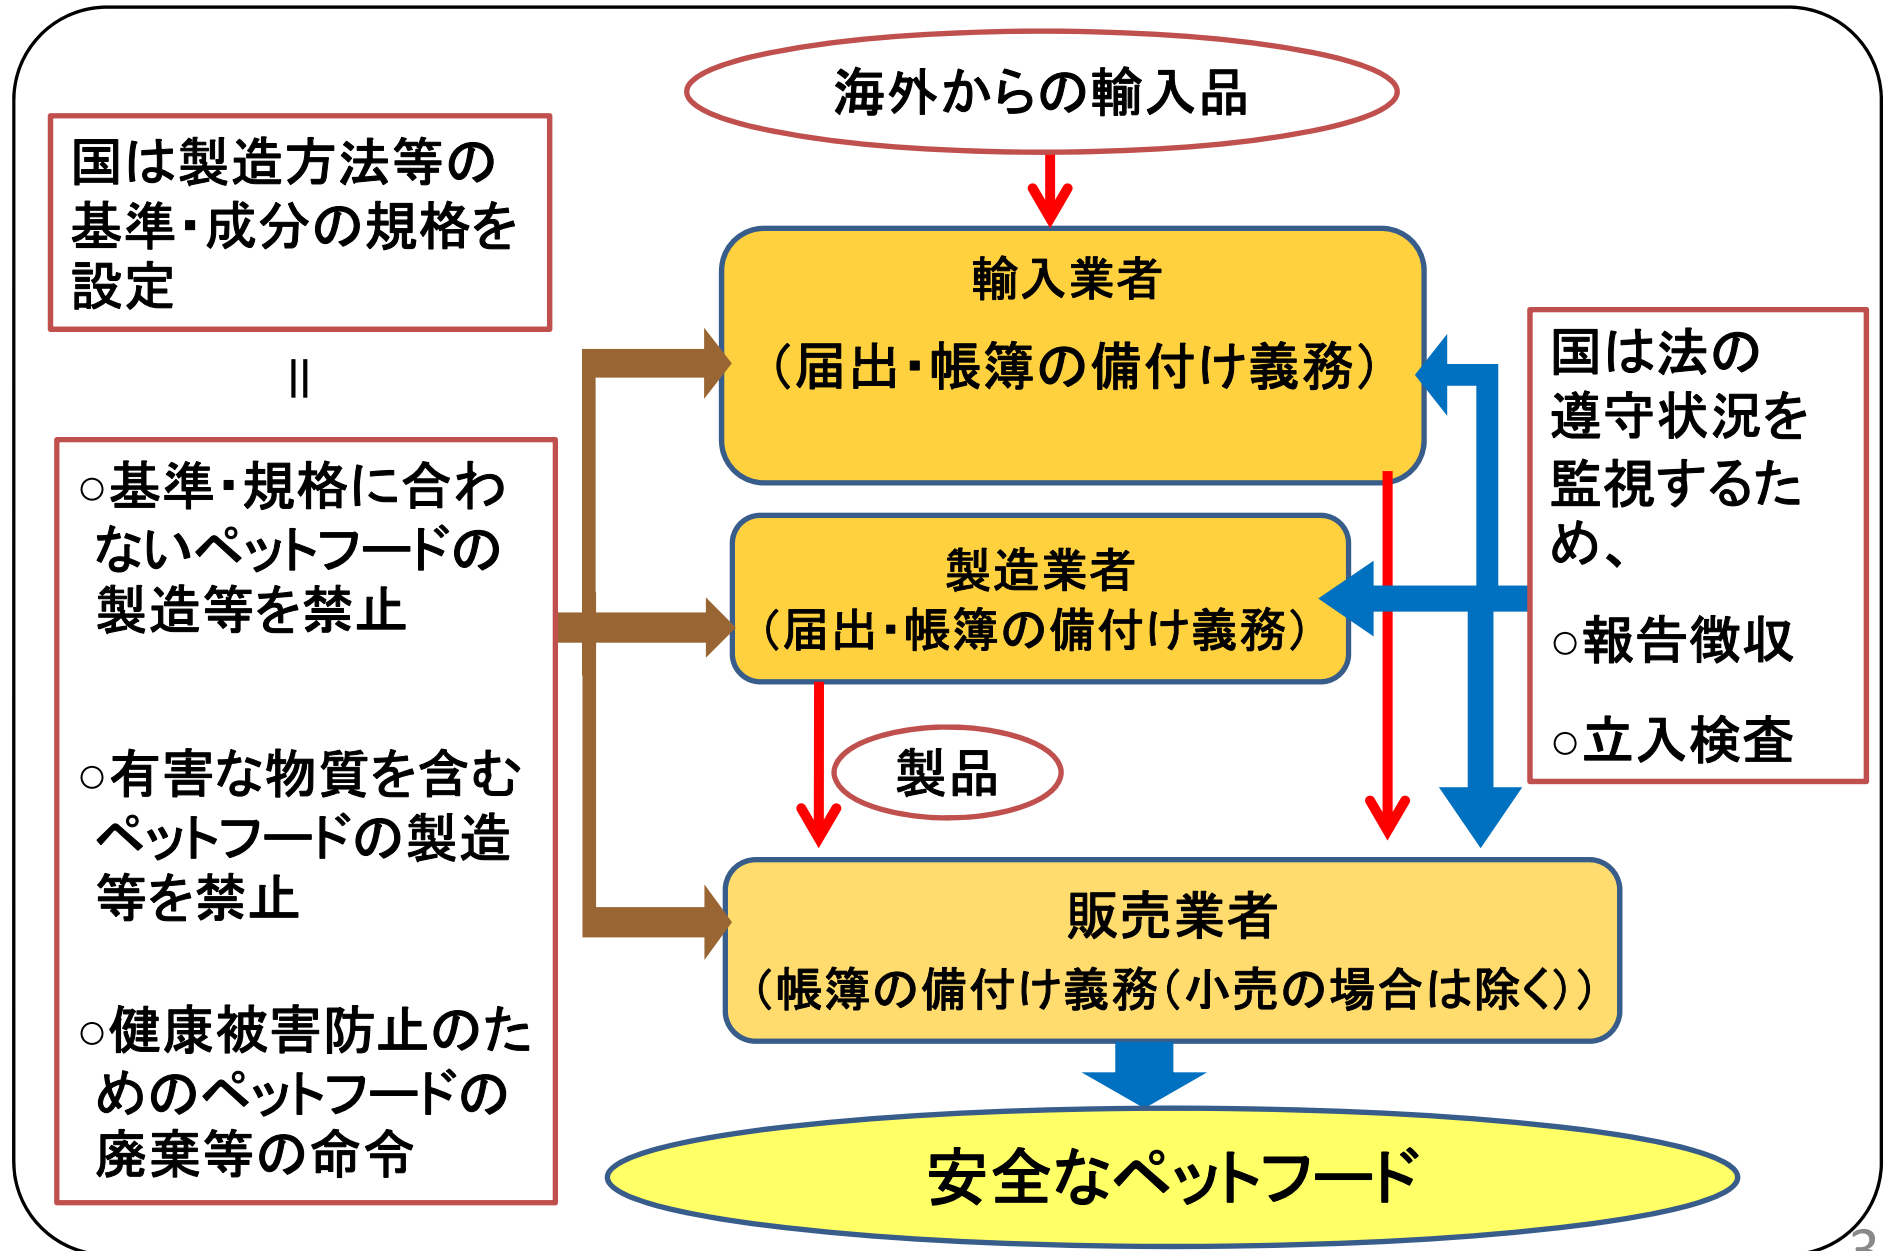 海外からの輸入品
国は製造方法等の
基準・成分の規格を
設定
＝
○基準・規格に合わ
ないペットフードの
製造等を禁止
○有害な物質を含む
ペットフードの製造
等を禁止
○健康被害防止のた
めのペットフードの
廃棄等の命令
輸入業者
（届出・帳簿の備付け義務）
製造業者
（届出・帳簿の備付け義務）
製品
販売業者
（帳簿の備付け義務（小売の場合は除く））
安全なペットフード
国は法の
遵守状況を
監視するた
め、
○報告徴収
○立入検査
3